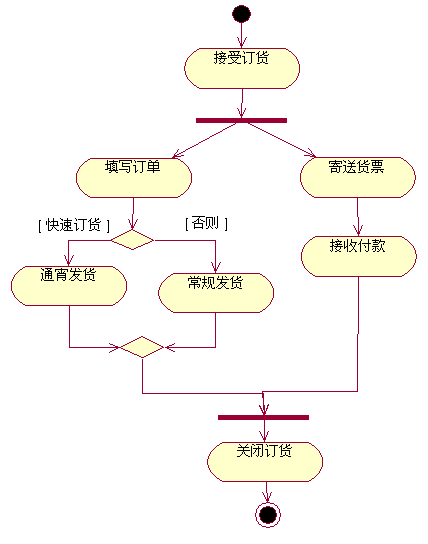 接受订货
填写订单
寄送货票
[ 快速订货 ]
[ 否则 ]
接收付款
通宵发货
常规发货
关闭订货